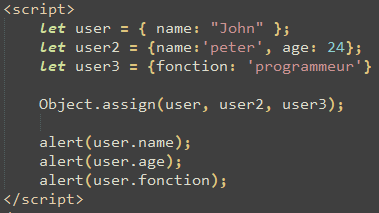 <script>
let user = { name: "John" };
let user2 = {name:'peter', age: 24};
let user3 = {fonction: 'programmeur'}
Object.assign(user, user2, user3);
alert(user.name);
alert(user.age);
alert(user.fonction);
</script>